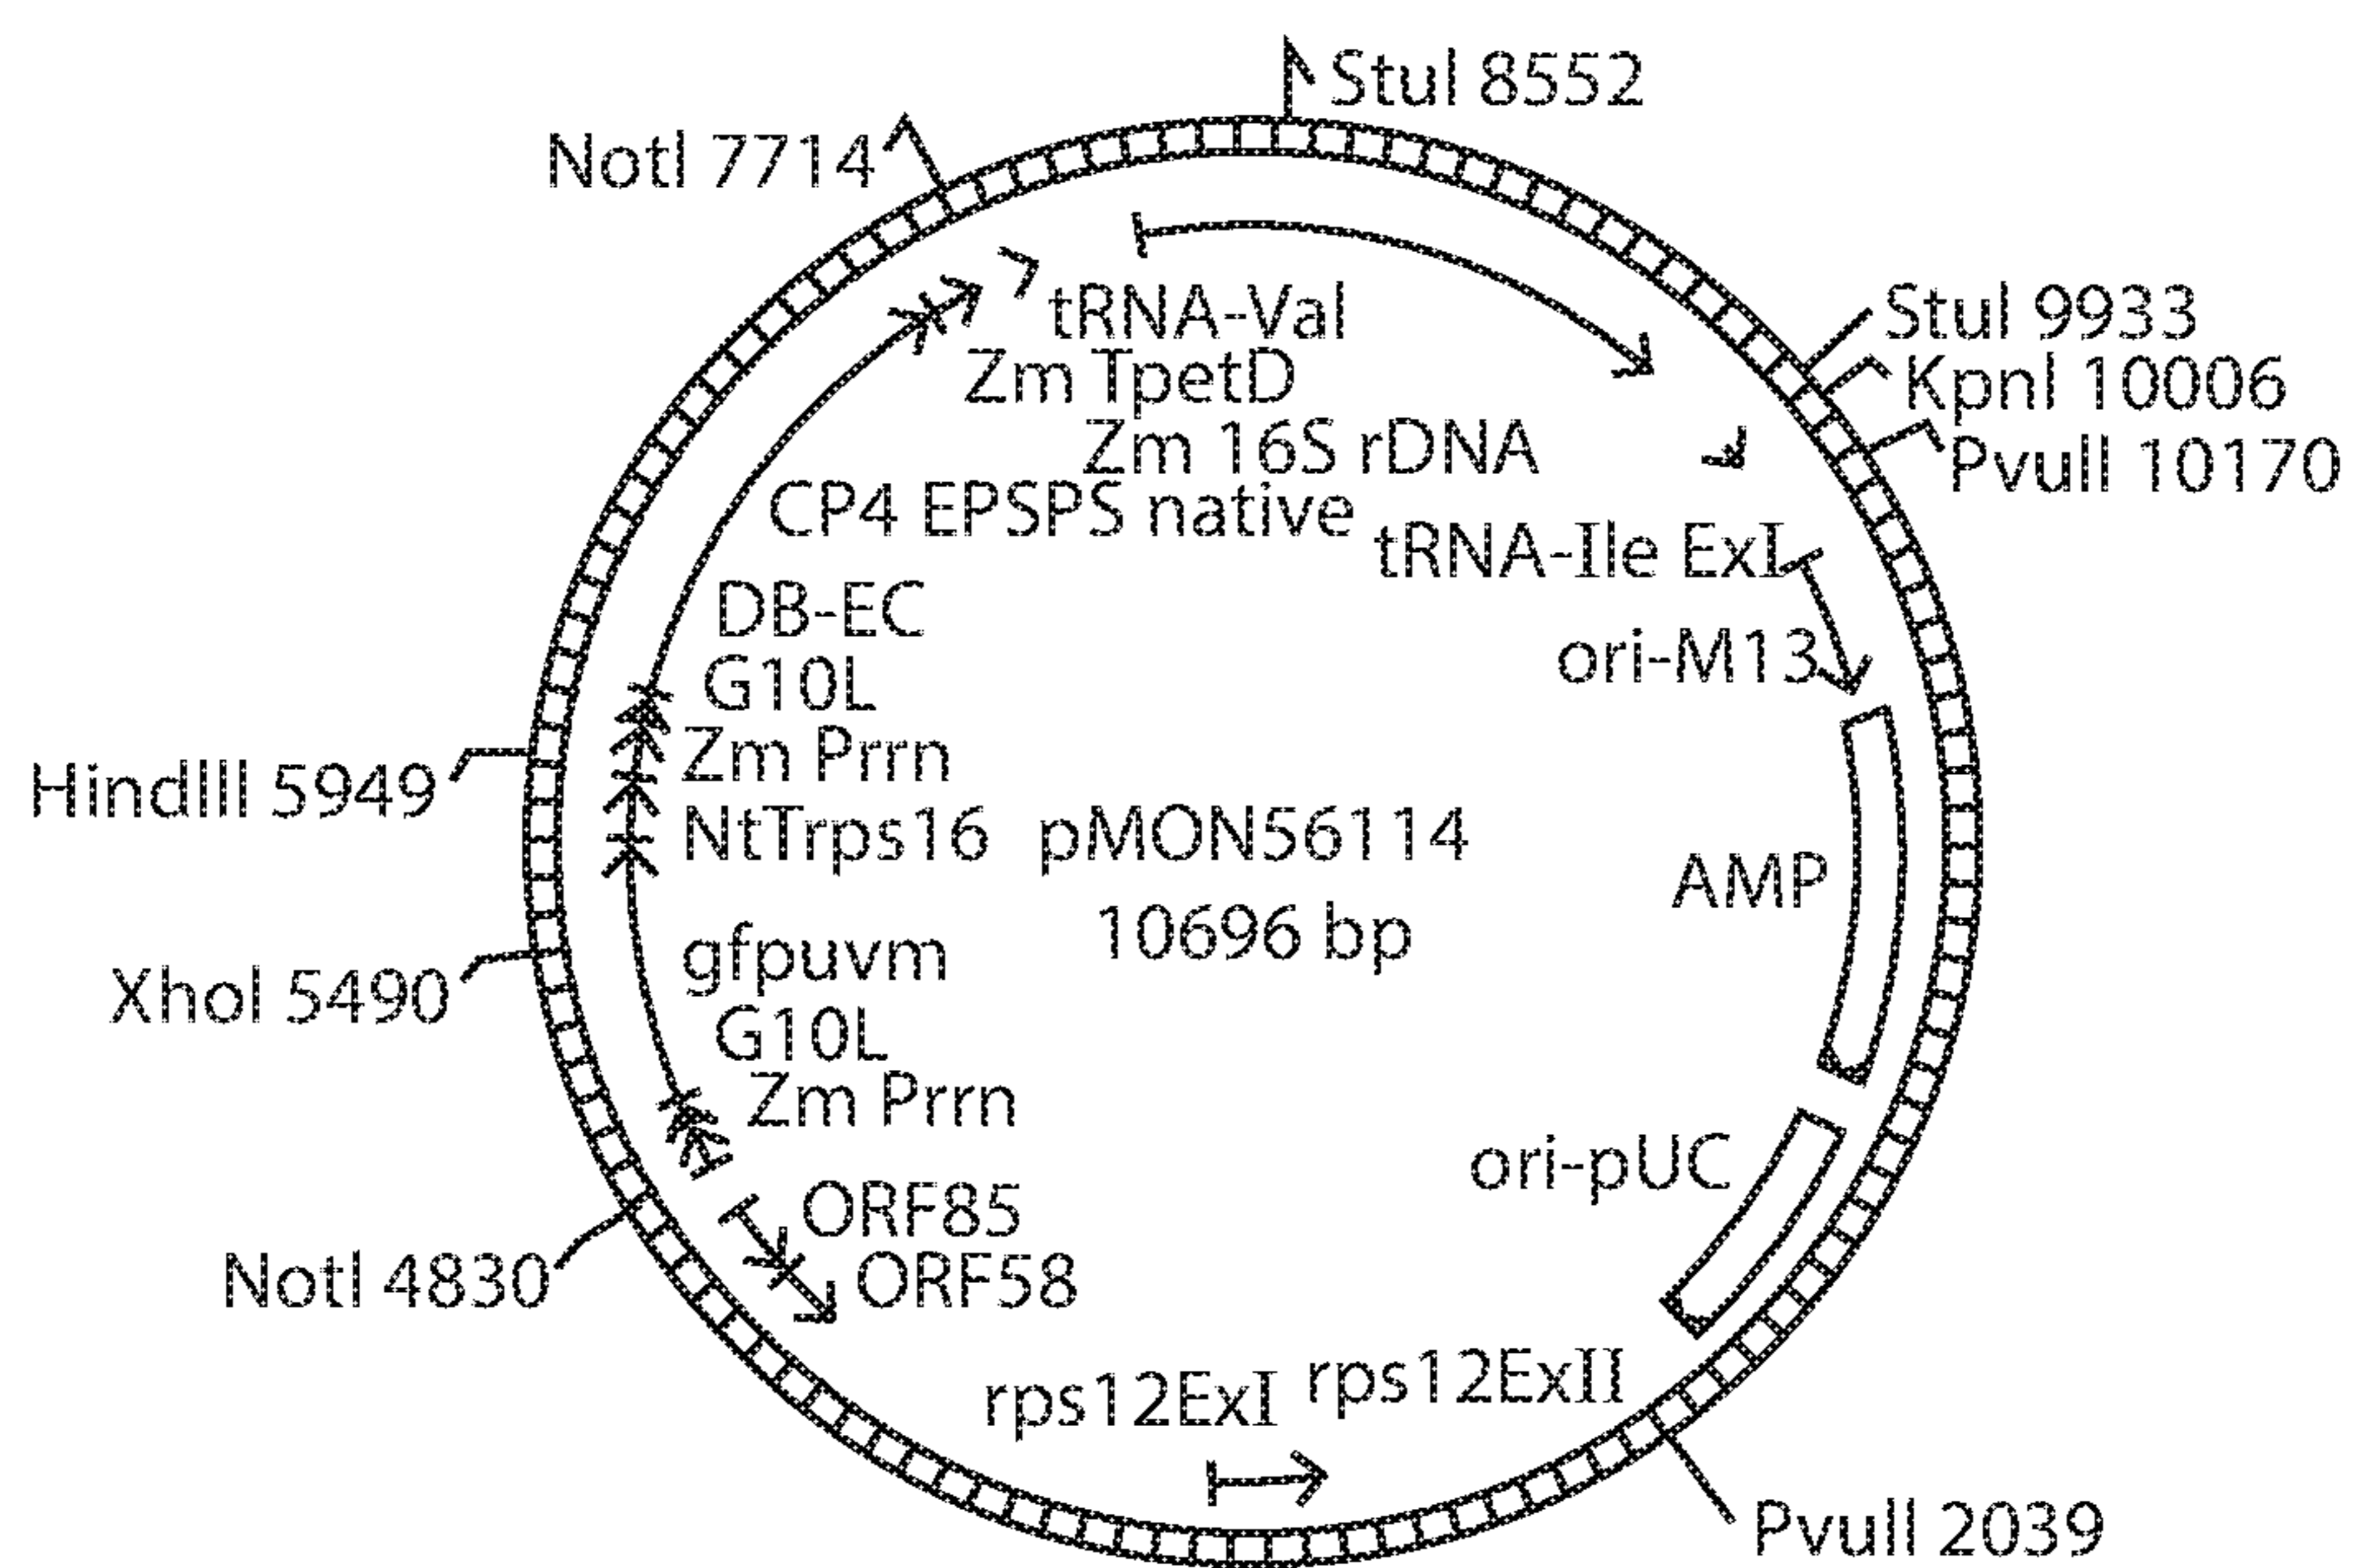 StuI 8552
NotI 7714
StuI 9933
KpnI 10006
PvuII 10170
tRNA-Val
Zm TpetD
Zm 16S rDNA
CP4 EPSPS native
tRNA-Ile ExI
DB-EC
ori-M13
G10L
Zm Prrn
HindIII 5949
NtTrps16
pMON56114
10696 bp
AMP
gfpuvm
XhoI 5490
G10L
Zm Prrn
ori-pUC
ORF85
NotI 4830
ORF58
rps12ExI
rps12ExII
PvuII 2039